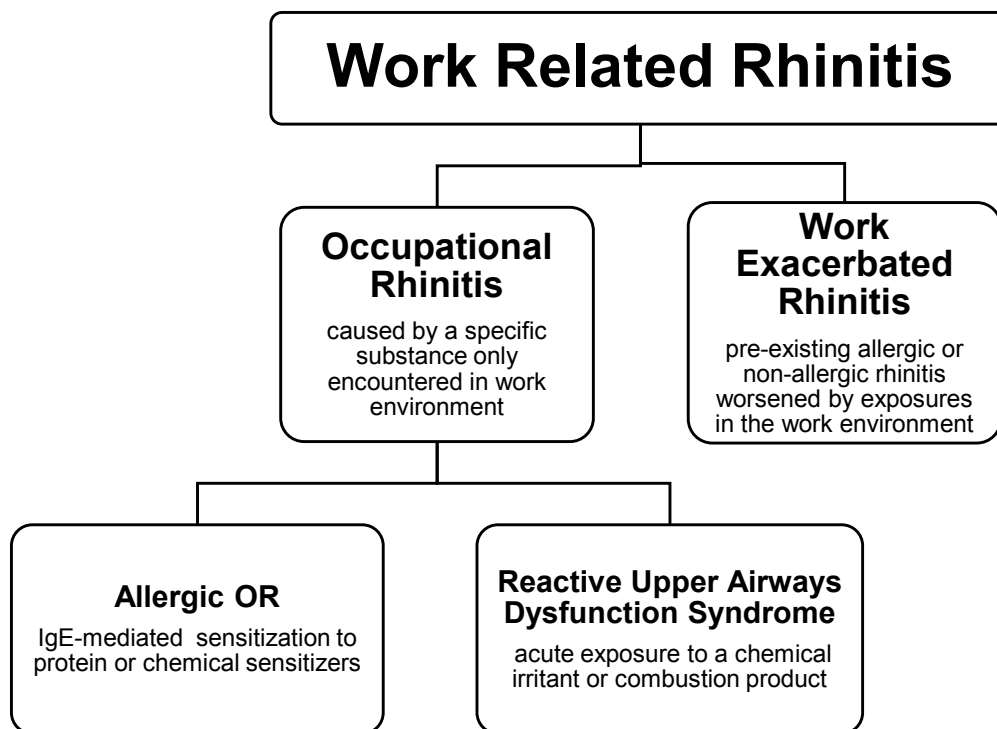 Work Related Rhinitis
Occupational
Rhinitis
caused by a specific
substance only
encountered in work
environment
Work
Exacerbated
Rhinitis
pre-existing allergic or
non-allergic rhinitis
worsened by exposures
in the work environment
Allergic OR
IgE-mediated sensitization to
protein or chemical sensitizers
Reactive Upper Airways
Dysfunction Syndrome
acute exposure to a chemical
irritant or combustion product